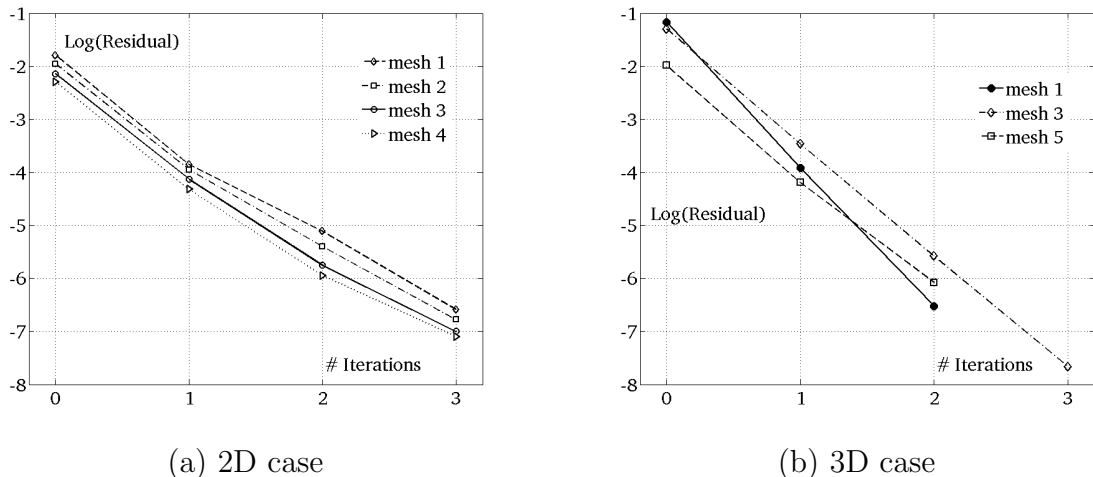 -1
-2
-3
-4
-5
-6
-7
-8
Log(Residual)
mesh 1
mesh 2
mesh 3
mesh 4
# Iterations
0 1 2 3
(a) 2D case
-1
-2
-3
-4
-5
-6
-7
-8
mesh 1
mesh 3
mesh 5
Log(Residual)
# Iterations
0 1 2 3
(b) 3D case